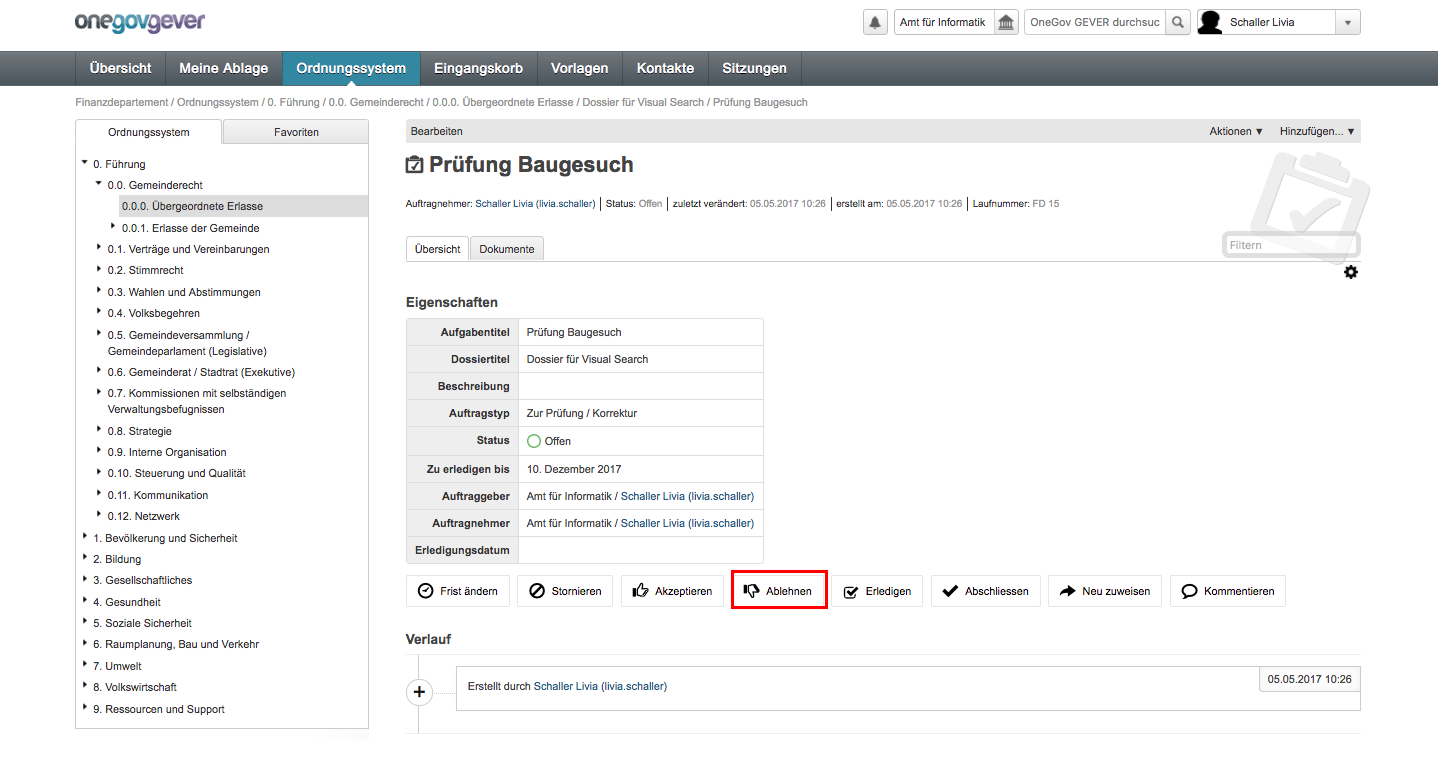 onegovgever
Amt für Informatik
OneGov GEVER durchsuc
Schaller Livia
Übersicht
Meine Ablage
Ordnungssystem
Eingangskorb
Vorlagen
Kontakte
Sitzungen
Finanzdepartement / Ordnungssystem / 0. Führung / 0.0. Gemeinderecht / 0.0.0. Übergeordnete Erlasse / Dossier für Visual Search / Prüfung Baugesuch
Ordnungssystem
Favoriten
0. Führung
0.0. Gemeinderecht
0.0.0. Übergeordnete Erlasse
0.0.1. Erlasse der Gemeinde
0.1. Verträge und Vereinbarungen
0.2. Stimmrecht
0.3. Wahlen und Abstimmungen
0.4. Volksbegehren
0.5. Gemeindeversammlung /
Gemeindeparlament (Legislative)
0.6. Gemeinderat / Stadtrat (Exekutive)
0.7. Kommissionen mit selbständigen
Verwaltungsbefugnissen
0.8. Strategie
0.9. Interne Organisation
0.10. Steuerung und Qualität
0.11. Kommunikation
0.12. Netzwerk
1. Bevölkerung und Sicherheit
2. Bildung
3. Gesellschaftliches
4. Gesundheit
5. Soziale Sicherheit
6. Raumplanung, Bau und Verkehr
7. Umwelt
8. Volkswirtschaft
9. Ressourcen und Support
Bearbeiten
Aktionen ▼
Hinzufügen... ▼
Prüfung Baugesuch
Auftragnehmer: Schaller Livia (livia.schaller) | Status: Offen | zuletzt verändert: 05.05.2017 10:26 | erstellt am: 05.05.2017 10:26 | Laufnummer: FD 15
Filtern
Übersicht
Dokumente
Eigenschaften
Aufgabentitel Prüfung Baugesuch
Dossiertitel Dossier für Visual Search
Beschreibung
Auftragstyp Zur Prüfung / Korrektur
Status Offen
Zu erledigen bis 10. Dezember 2017
Auftraggeber Amt für Informatik / Schaller Livia (livia.schaller)
Auftragnehmer Amt für Informatik / Schaller Livia (livia.schaller)
Erledigungsdatum
Frist ändern
Stornieren
Akzeptieren
Ablehnen
Erledigen
Abschliessen
Neu zuweisen
Kommentieren
Verlauf
Erstellt durch Schaller Livia (livia.schaller)
05.05.2017 10:26